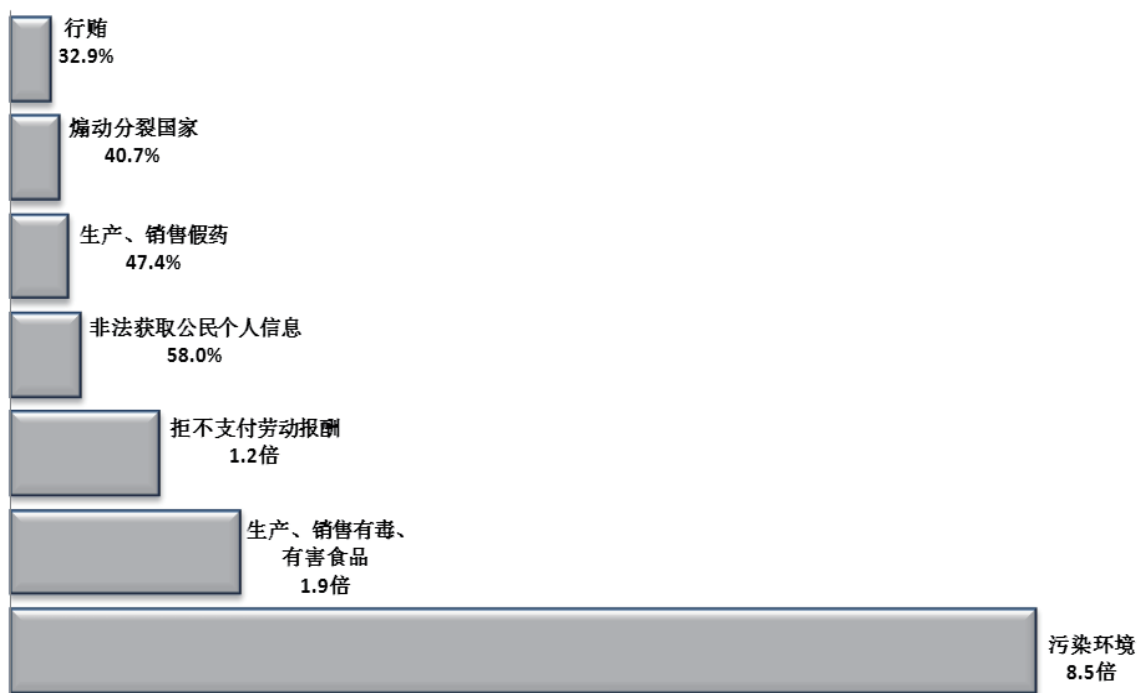 行贿
32.9%
煽动分裂国家
40.7%
生产、销售假药
47.4%
非法获取公民个人信息
58.0%
拒不支付劳动报酬
1.2倍
生产、销售有毒、
有害食品
1.9倍
污染环境
8.5倍